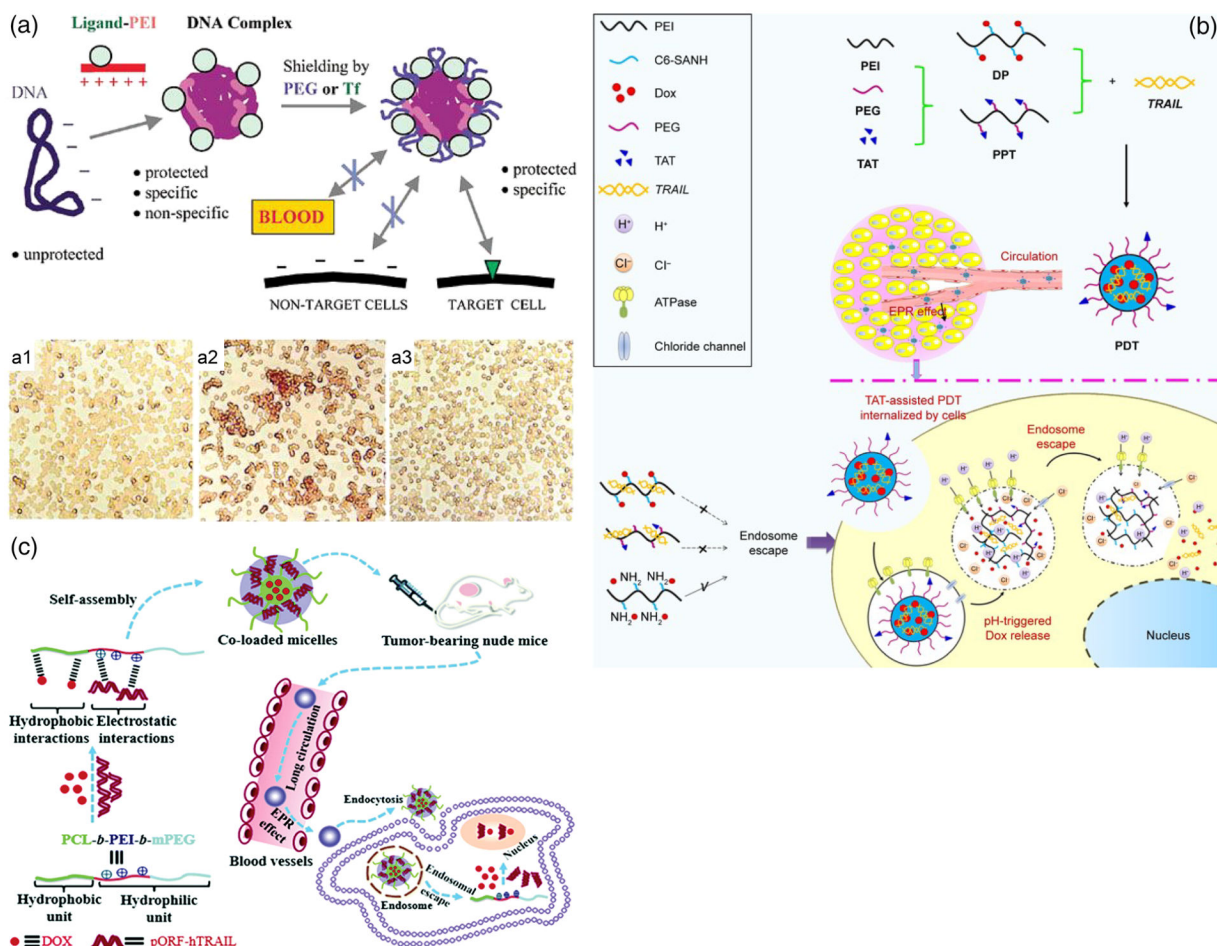 (a)
Ligand-PEI
DNA Complex
+ + + + +
DNA
Shielding by
PEG or Tf
• protected
• specific
• non-specific
• unprotected
BLOOD
• protected
• specific
NON-TARGET CELLS
TARGET CELL
a1
a2
a3
(b)
PEI
C6-SANH
Dox
PEG
TAT
TRAIL
H+ H+
Cl− Cl−
ATPase
Chloride channel
PEI
PEG
TAT
DP
PPT
+ TRAIL
Circulation
EPR effect
PDT
TAT-assisted PDT
internalized by cells
Endosome
escape
Endosome
escape
NH2 NH2
NH2 NH2
pH-triggered
Dox release
Nucleus
(c)
Self-assembly
Co-loaded micelles
Tumor-bearing nude mice
Hydrophobic
interactions
Electrostatic
interactions
PCL-b-PEI-b-mPEG
Hydrophobic
unit
Hydrophilic
unit
DOX
pORF-hTRAIL
Long circulation
EPR
effect
Blood vessels
Endocytosis
Endosome
Endosomal
escape
Nucleus